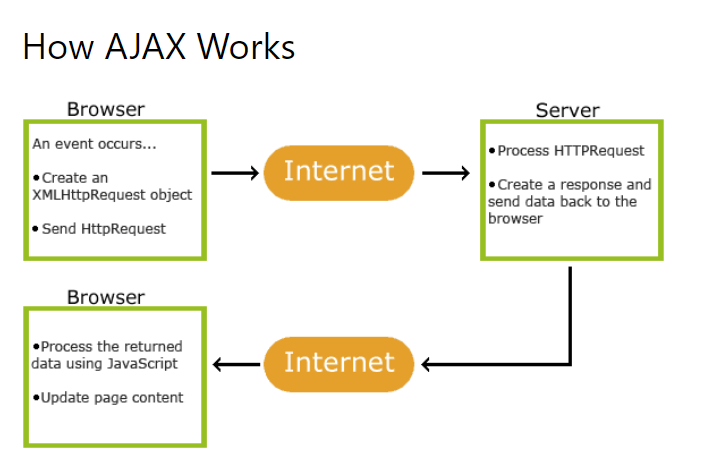 How AJAX Works
Browser
An event occurs...
•Create an
XMLHttpRequest object
• Send HttpRequest
Internet
Server
•Process HTTPRequest
•Create a response and
send data back to the
browser
Browser
•Process the returned
data using JavaScript
•Update page content
Internet